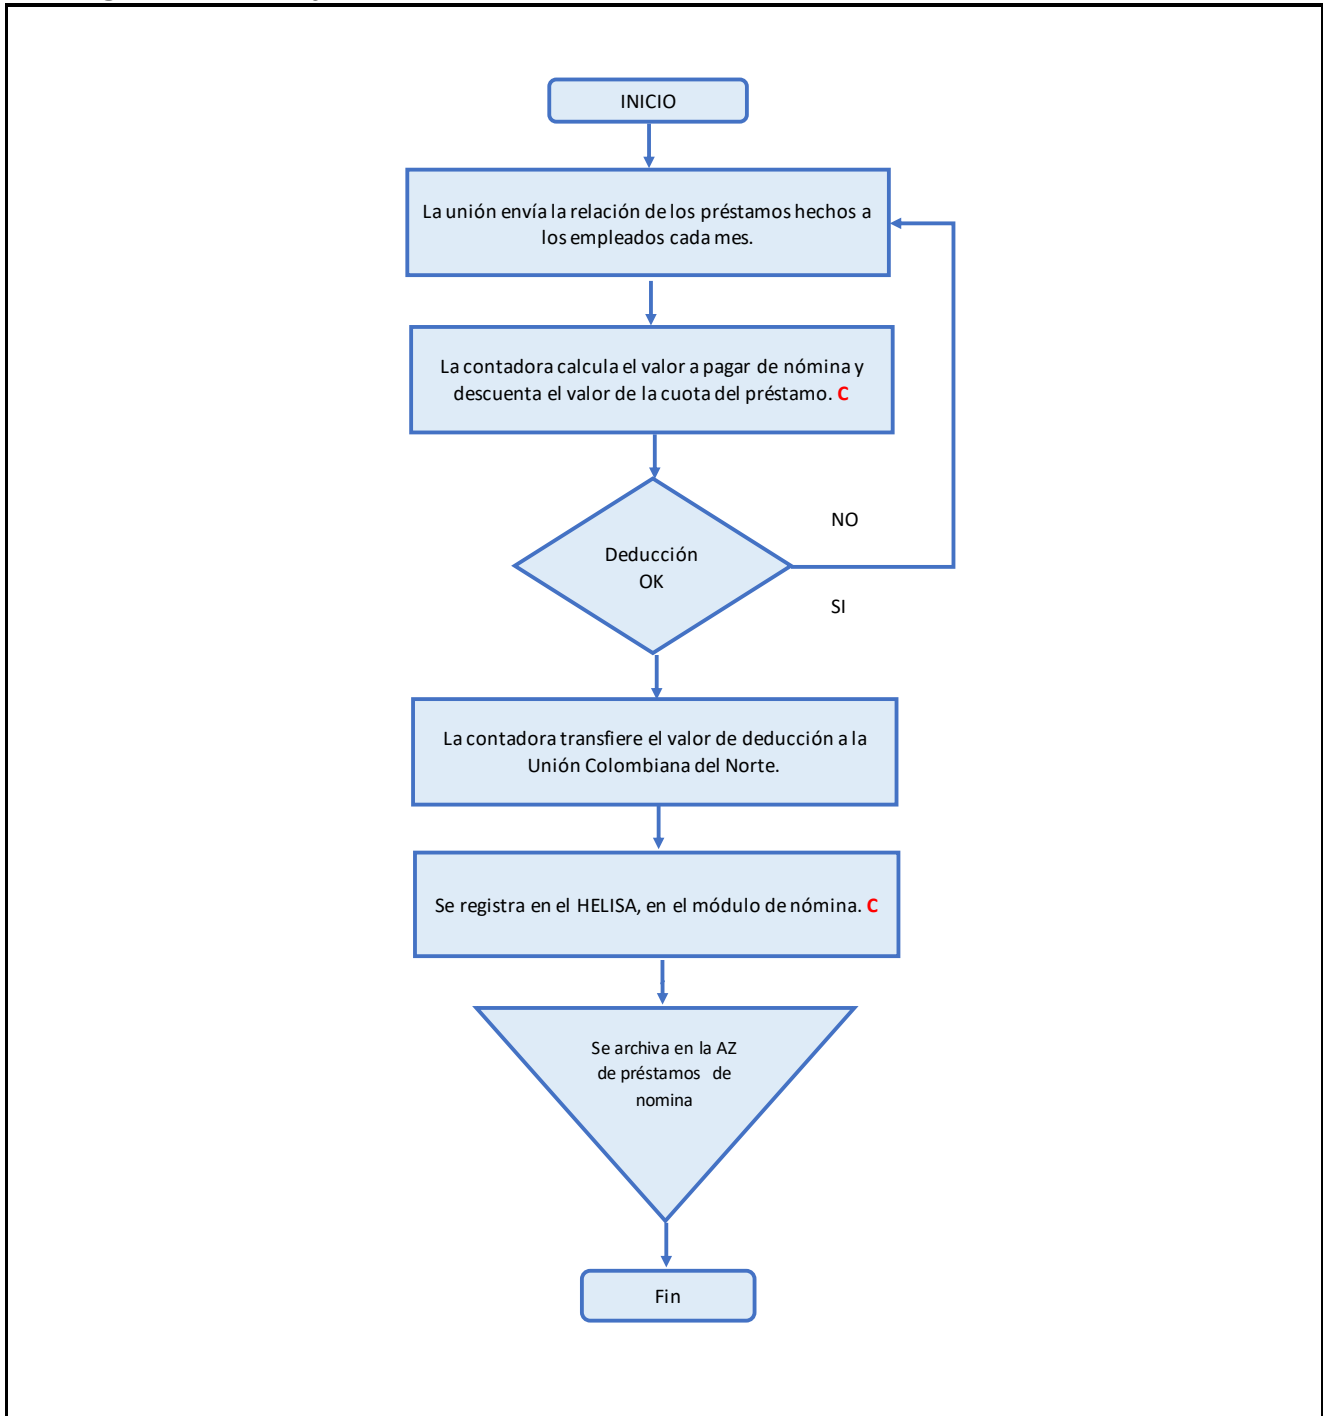 INICIO
La unión envía la relación de los préstamos hechos a
los empleados cada mes.
La contadora calcula el valor a pagar de nómina y
descuenta el valor de la cuota del préstamo. C
NO
Deducción
OK
SI
La contadora transfiere el valor de deducción a la
Unión Colombiana del Norte.
Se registra en el HELISA, en el módulo de nómina. C
Se archiva en la AZ
de préstamos de
nomina
Fin